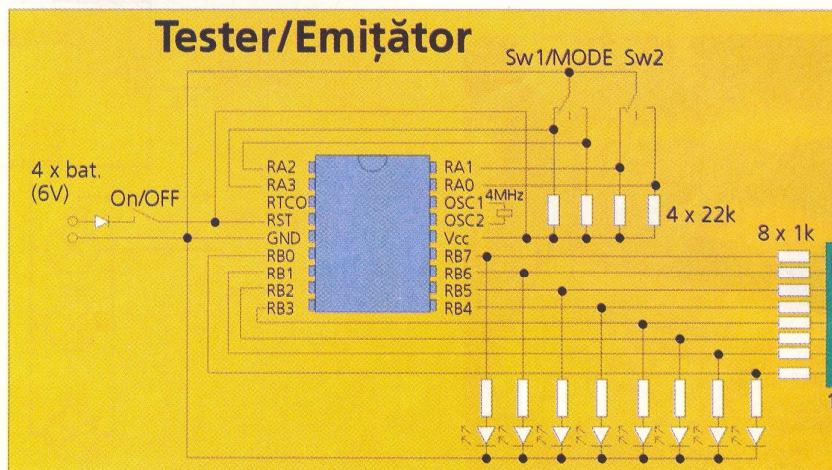 Tester/Emițător
Sw1/MODE Sw2
4 x bat.
(6V)
On/OFF
RA2
RA3
RTCO
RST
GND
RB0
RB1
RB2
RB3
RA1
RA0
OSC1
OSC2
Vcc
RB7
RB6
RB5
RB4
4MHz
4 x 22k
8 x 1k
1